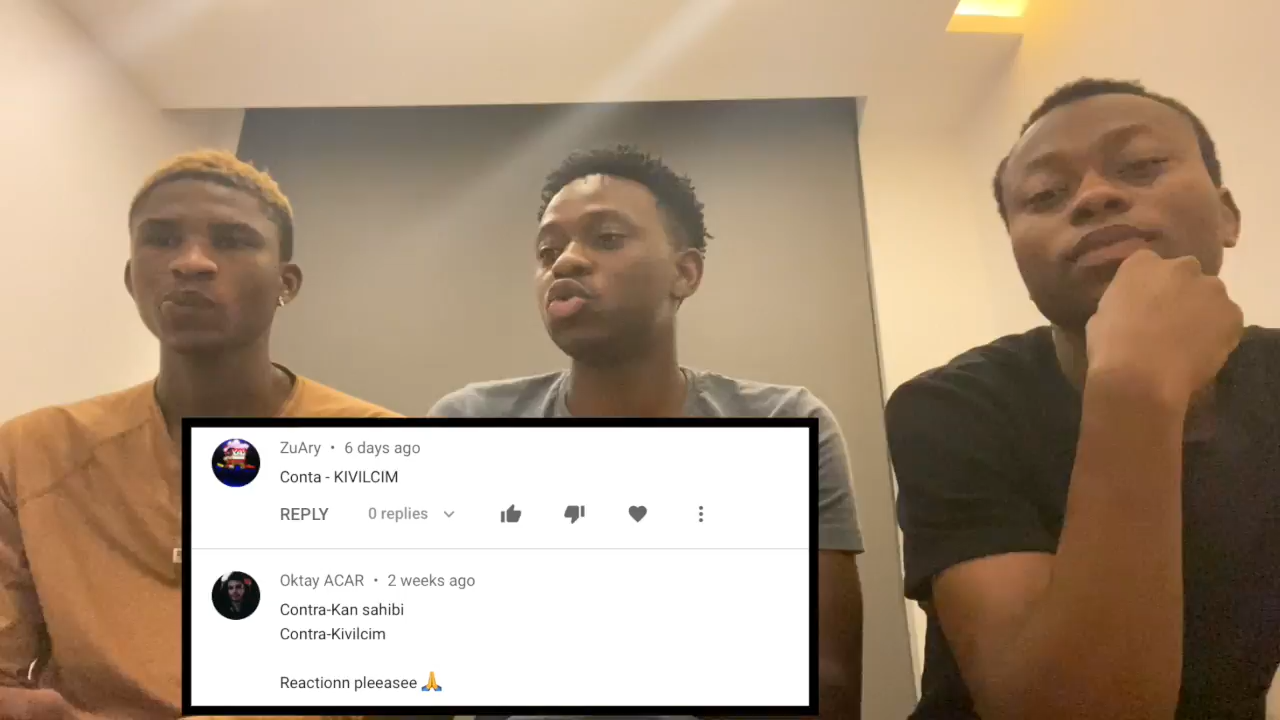 ZuAry • 6 days ago
Conta - KIVILCIM
REPLY 0 replies
Oktay ACAR • 2 weeks ago
Contra-Kan sahibi
Contra-Kivilcim
Reactionn pleeasee 🙏